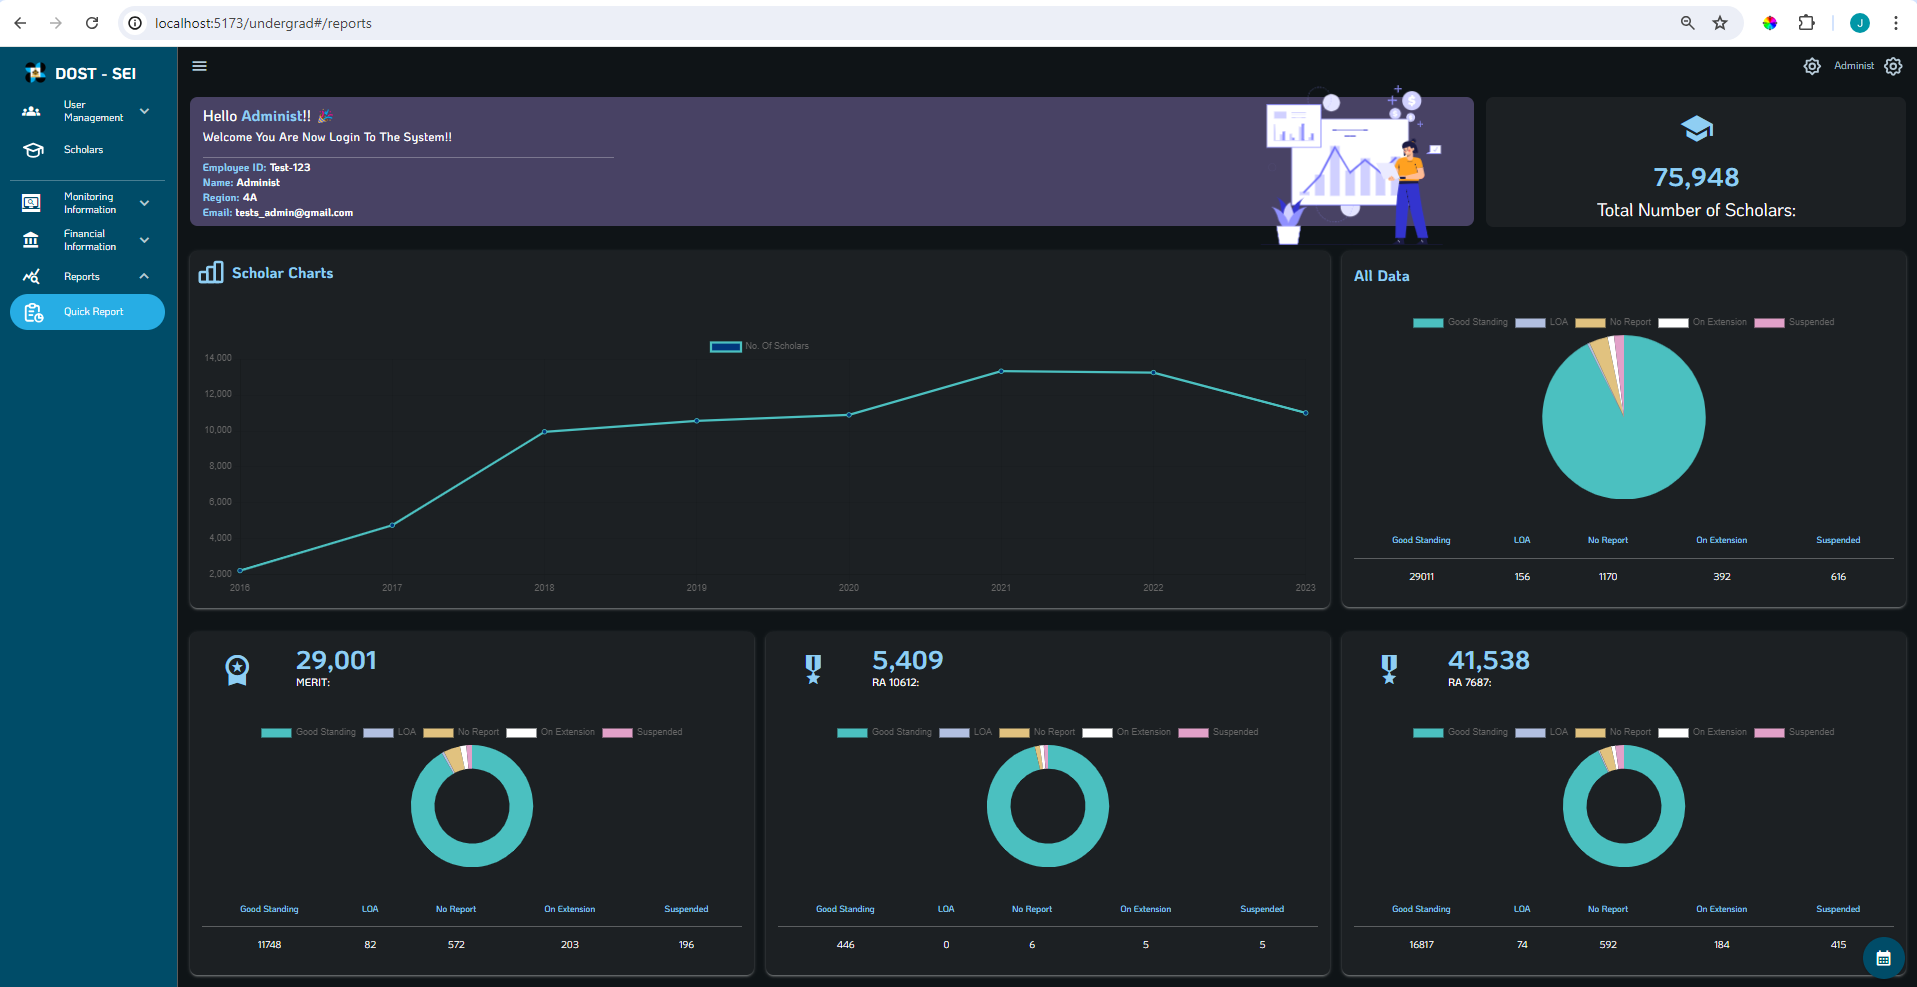 localhost:5173/undergrad#/reports
J
DOST - SEI
User Management
Scholars
Monitoring Information
Financial Information
Reports
Quick Report
Administ
Hello Administ!! 🎉
Welcome You Are Now Login To The System!!
Employee ID: Test-123
Name: Administ
Region: 4A
Email: tests_admin@gmail.com
75,948
Total Number of Scholars:
Scholar Charts
No. Of Scholars
14,000
12,000
10,000
8,000
6,000
4,000
2,000
2016 2017 2018 2019 2020 2021 2022 2023
All Data
Good Standing LOA No Report On Extension Suspended
Good Standing LOA No Report On Extension Suspended
29011 156 1170 392 616
29,001
MERIT:
Good Standing LOA No Report On Extension Suspended
Good Standing LOA No Report On Extension Suspended
11748 82 572 203 196
5,409
RA 10612:
Good Standing LOA No Report On Extension Suspended
Good Standing LOA No Report On Extension Suspended
446 0 6 5 5
41,538
RA 7687:
Good Standing LOA No Report On Extension Suspended
Good Standing LOA No Report On Extension Suspended
16817 74 592 184 415